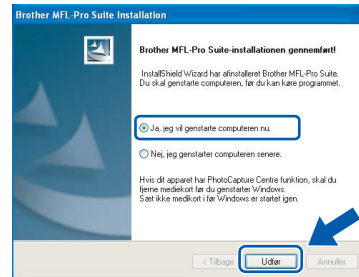 Brother MFL-Pro Suite Installation
Brother MFL-Pro Suite-installationen gennemført!
InstallShield Wizard har afinstalleret Brother MFL-Pro Suite.
Du skal genstarte computeren, før du kan køre programmet.
Ja, jeg vil genstarte computeren nu.
Nej, jeg genstarter computeren senere.
Hvis dit apparat har PhotoCapture Centre funktion, skal du
fjerne mediekort før du genstarter Windows.
Sæt ikke medikort i før Windows er startet igen.
< Tilbage Udfør Annuller